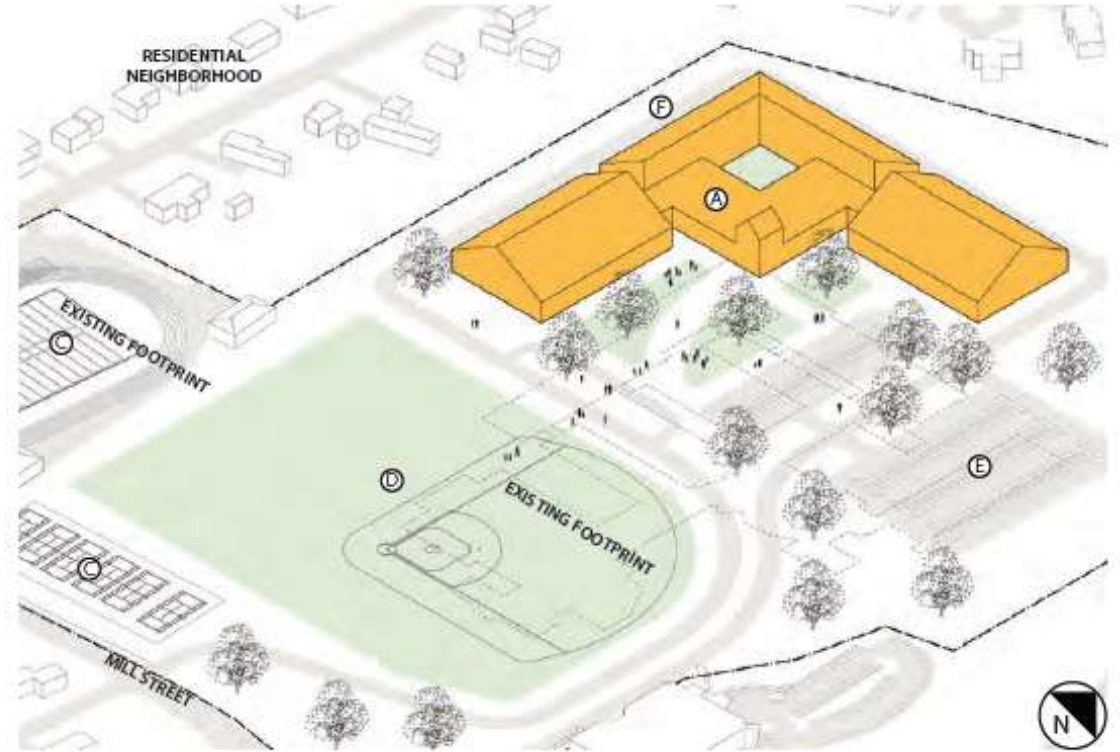 RESIDENTIAL
NEIGHBORHOOD
F
A
EXISTING FOOTPRINT
C
D
EXISTING FOOTPRINT
E
C
MILL STREET
N